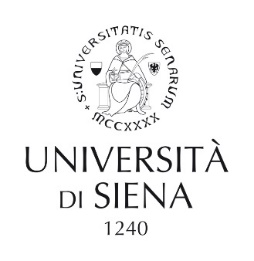 S:UNIVERSITATIS SENARUM
MCCXXXX
UNIVERSITÀ
DI SIENA
1240